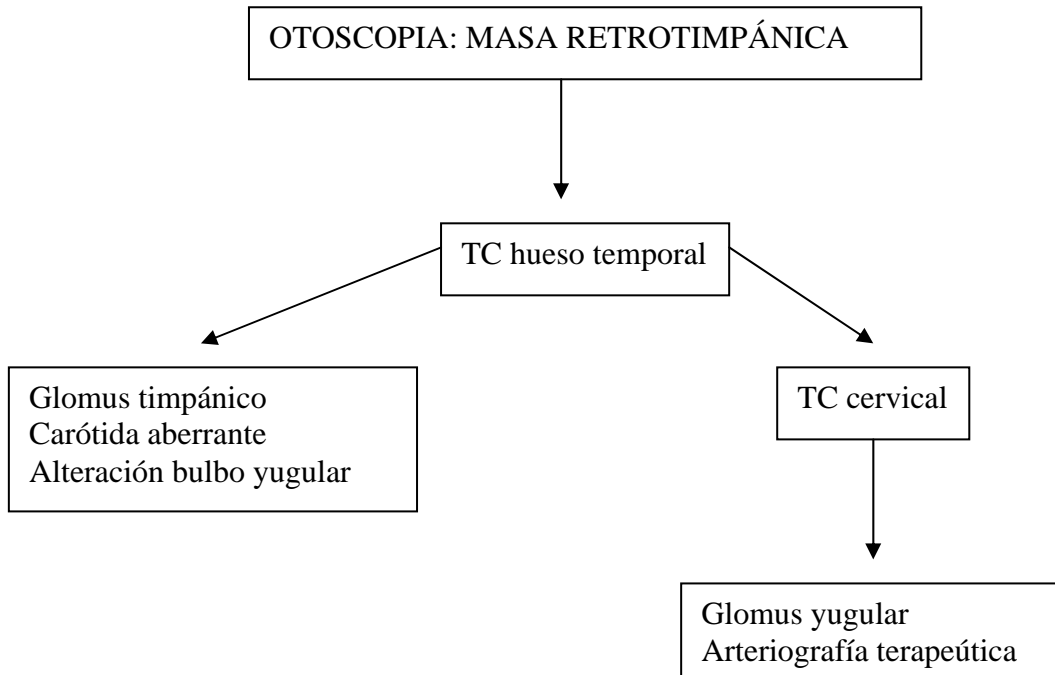 OTOSCOPIA: MASA RETROTIMPÁNICA
TC hueso temporal
Glomus timpánico
Carótida aberrante
Alteración bulbo yugular
TC cervical
Glomus yugular
Arteriografía terapeútica